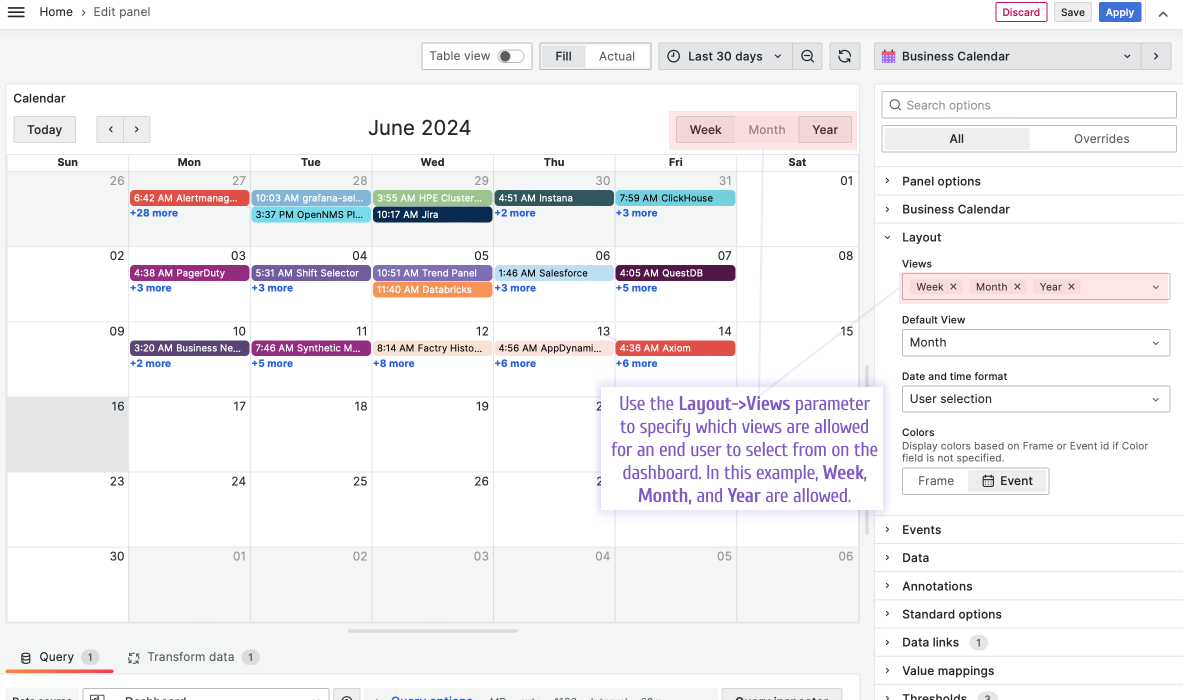 Home › Edit panel
Discard Save Apply
Table view Fill Actual Last 30 days
Business Calendar
Calendar
Today ‹ › June 2024 Week Month Year
Sun Mon Tue Wed Thu Fri Sat
26 27 28 29 30 31 01
6:42 AM Alertmanag... 10:03 AM grafana-sei... 3:55 AM HPE Cluster... 4:51 AM Instana 7:59 AM ClickHouse
+28 more 3:37 PM OpenNMS Pl... 10:17 AM Jira +2 more +3 more
02 03 04 05 06 07 08
4:38 AM PagerDuty 5:31 AM Shift Selector 10:51 AM Trend Panel 1:46 AM Salesforce 4:05 AM QuestDB
+3 more +3 more 11:40 AM Databricks +3 more +5 more
09 10 11 12 13 14 15
3:20 AM Business Ne... 7:46 AM Synthetic M... 8:14 AM Factry Histo... 4:56 AM AppDynami... 4:36 AM Axiom
+2 more +5 more +8 more +6 more +6 more
16 17 18 19
23 24 25 26
30 01 02 03 04 05 06
Use the Layout->Views parameter
to specify which views are allowed
for an end user to select from on the
dashboard. In this example, Week,
Month, and Year are allowed.
Query 1 Transform data 1
Data source Dashboard Query options Query inspector
Search options
All Overrides
Panel options
Business Calendar
Layout
Views
Week × Month × Year ×
Default View
Month
Date and time format
User selection
Colors
Display colors based on Frame or Event id if Color
field is not specified.
Frame Event
Events
Data
Annotations
Standard options
Data links 1
Value mappings
Thresholds 3